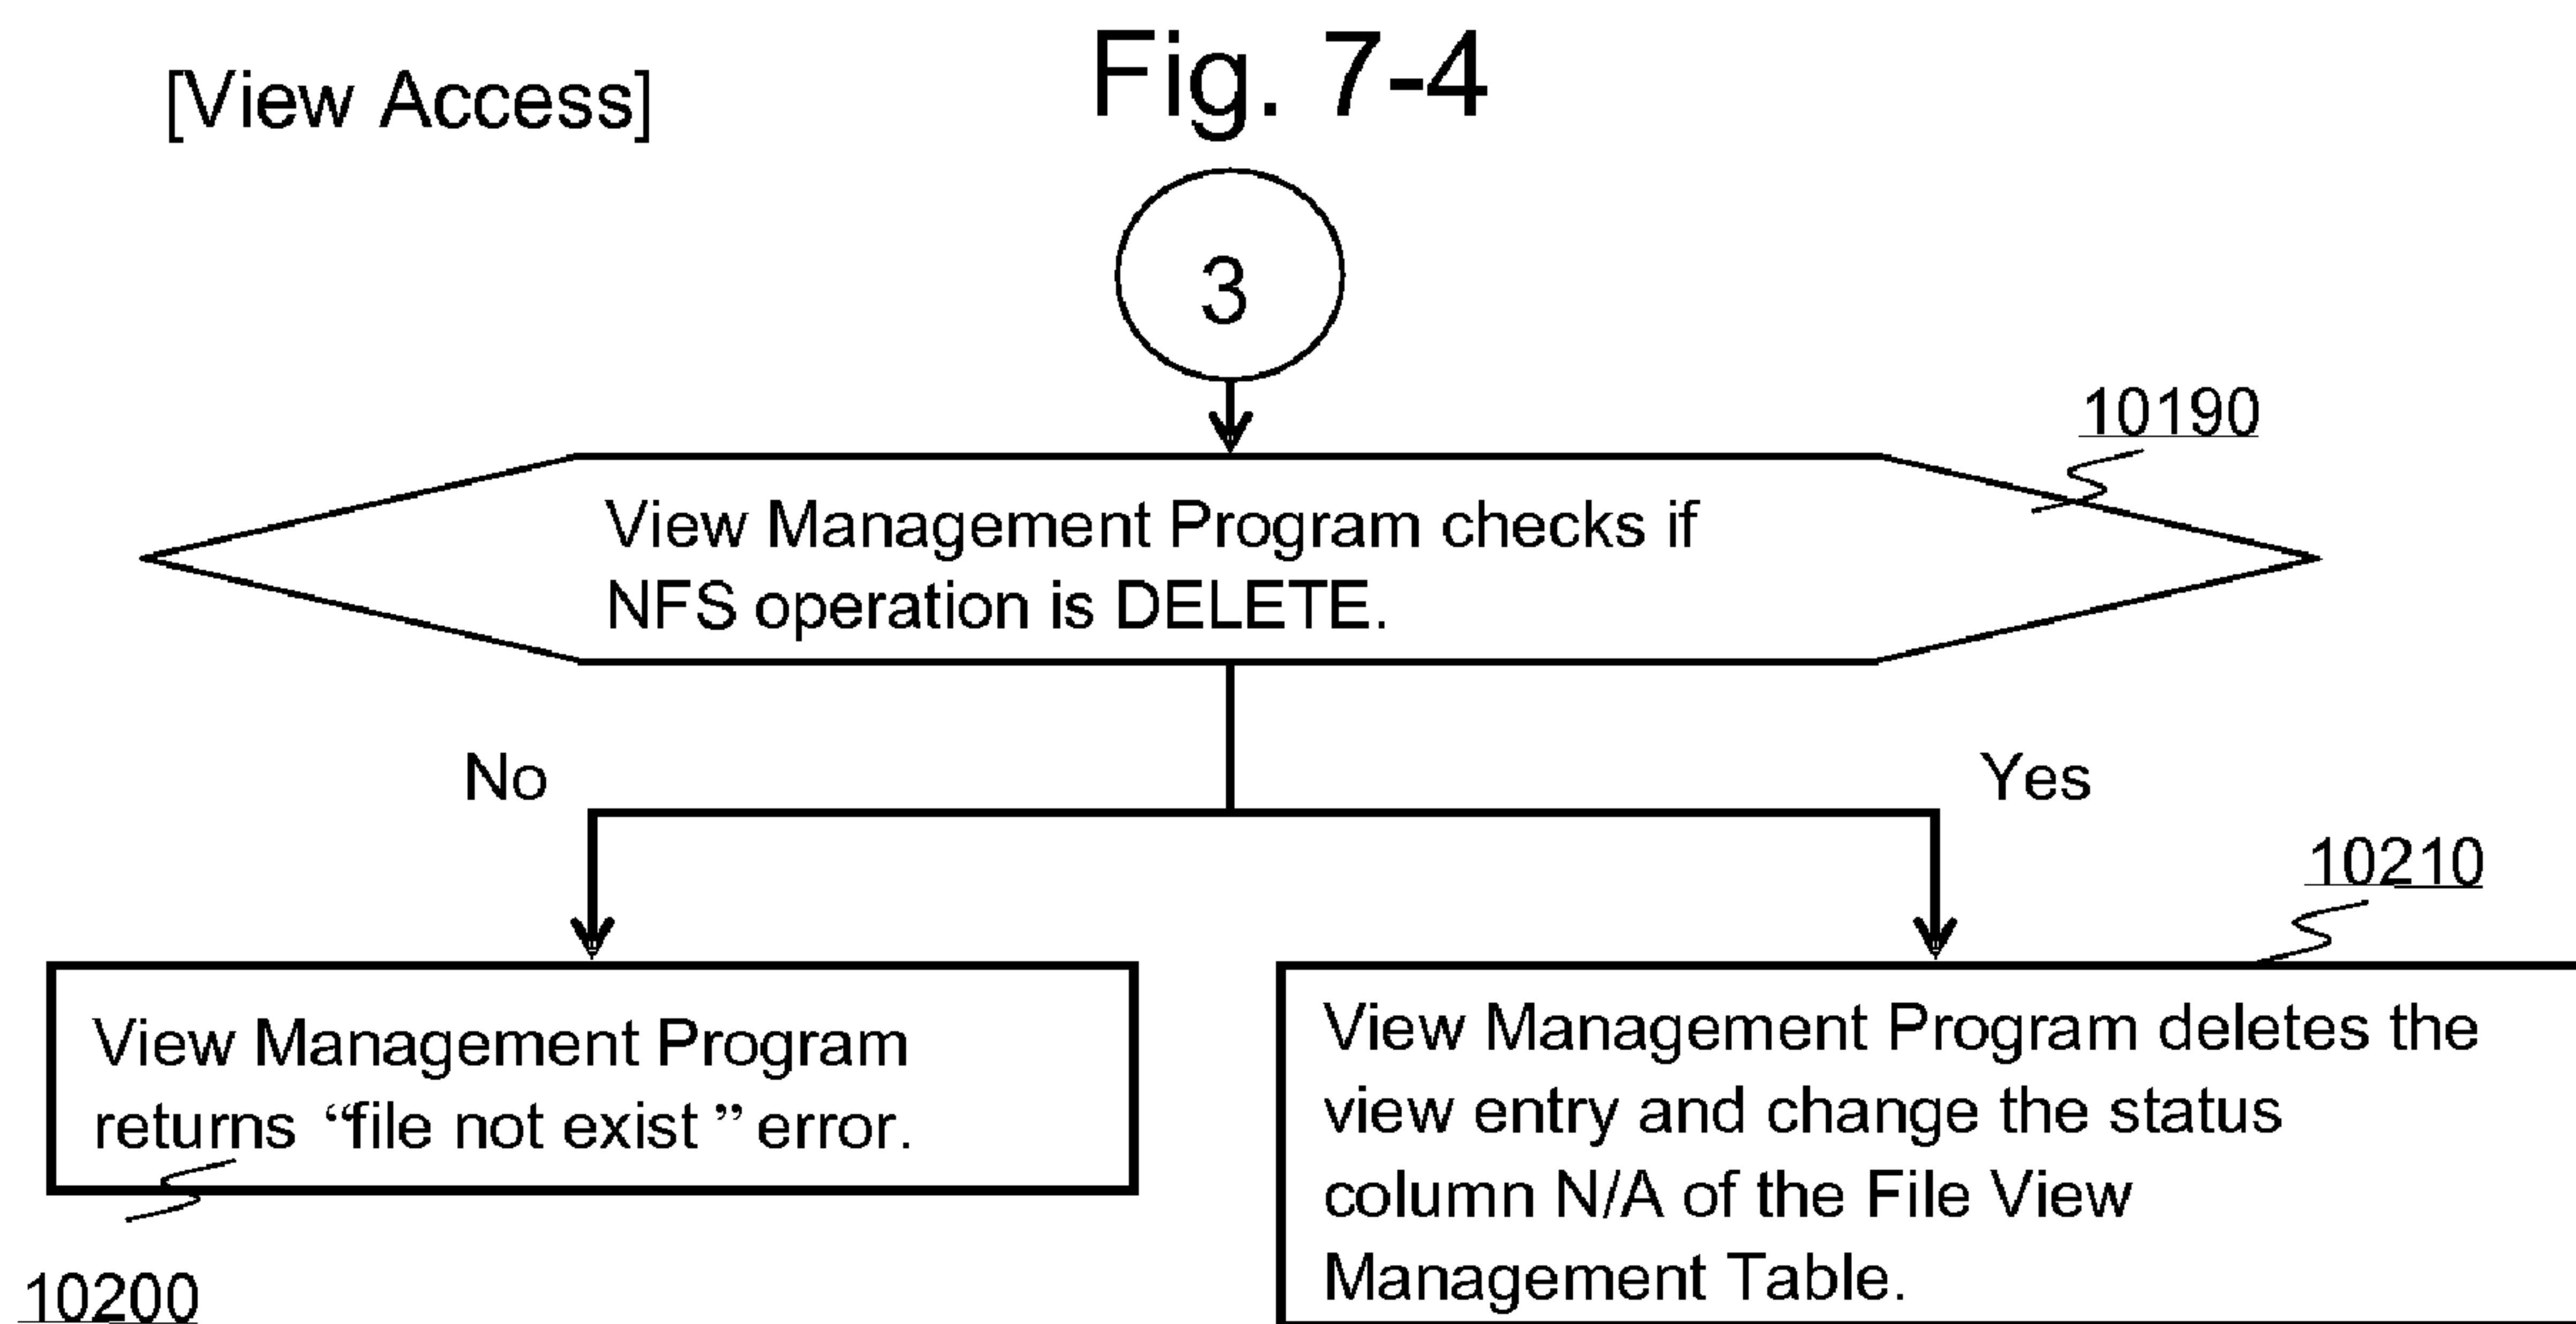 Fig. 7-4
[View Access]
3
10190
View Management Program checks if
NFS operation is DELETE.
No
Yes
10210
View Management Program
returns “file not exist ” error.
10200
View Management Program deletes the
view entry and change the status
column N/A of the File View
Management Table.